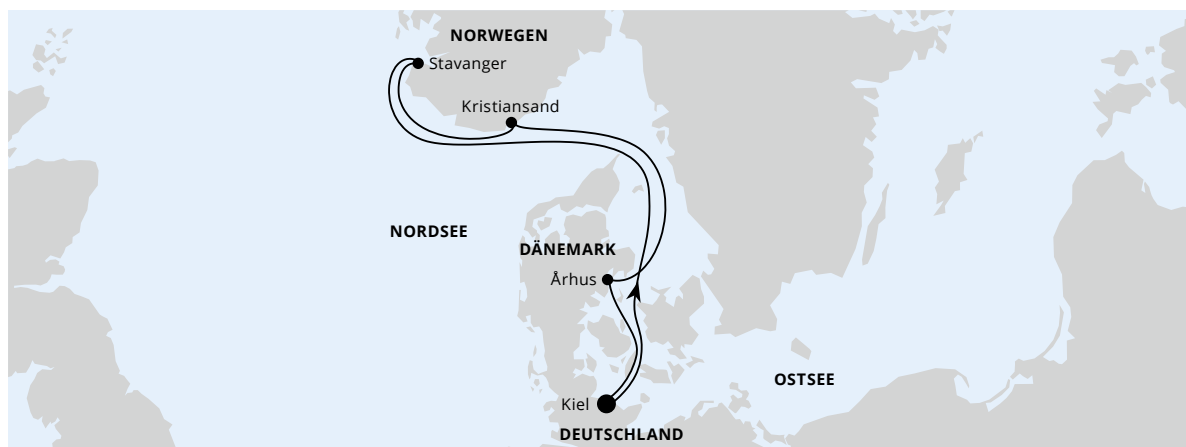 NORWEGEN
Stavanger
Kristiansand
NORDSEE
DÄNEMARK
Århus
OSTSEE
Kiel
DEUTSCHLAND